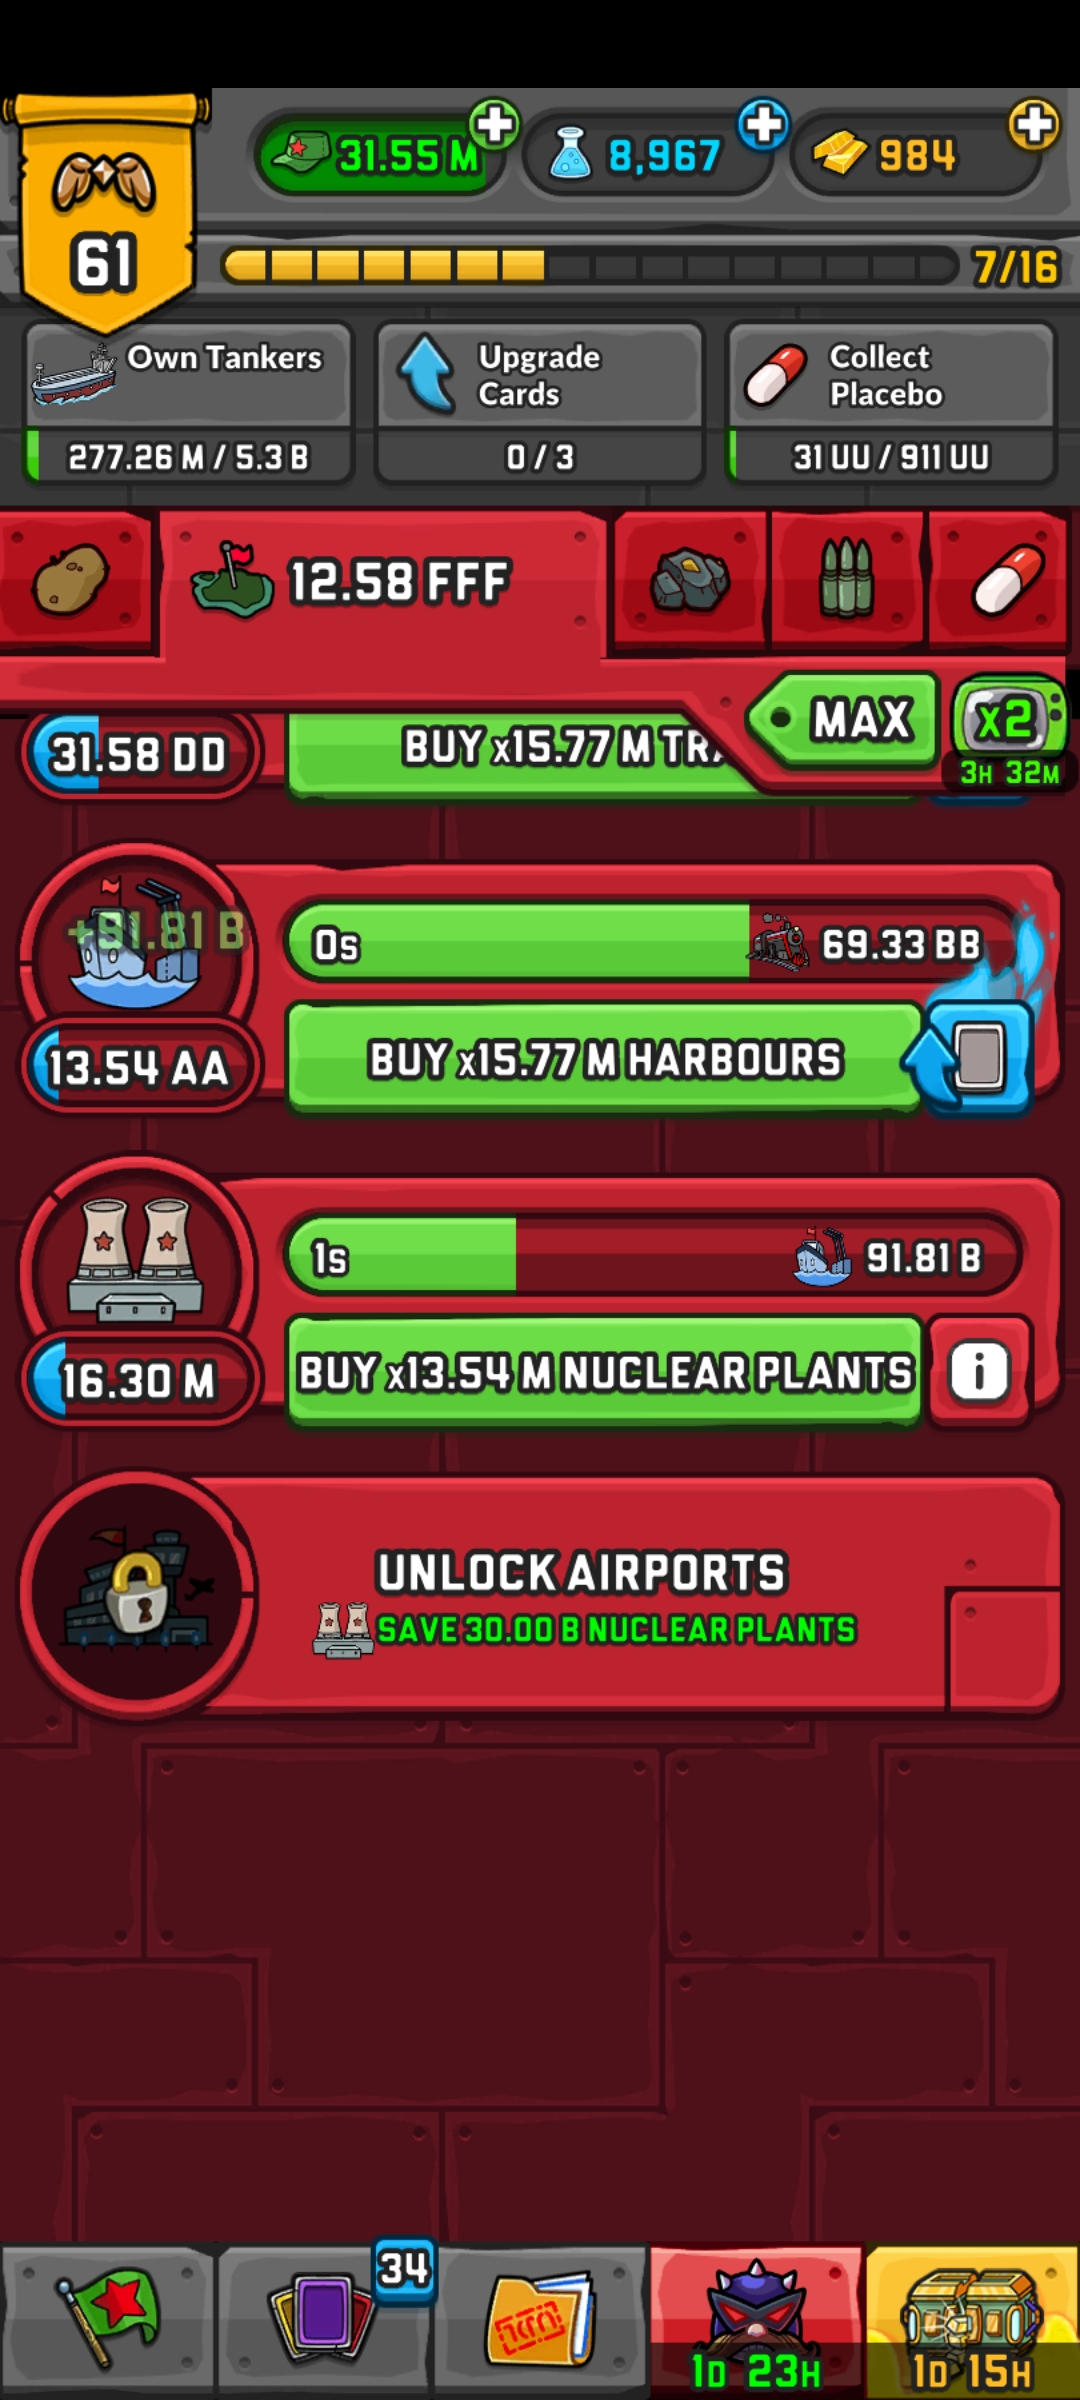 31.55 M
8,967
984
61
7/16
Own Tankers
277.26 M / 5.3 B
Upgrade
Cards
0 / 3
Collect
Placebo
31 UU / 911 UU
12.58 FFF
MAX
x2
3H 32M
31.58 DD
BUY x15.77 M TRA
+91.81 B
0s
69.33 BB
13.54 AA
BUY x15.77 M HARBOURS
1s
91.81 B
16.30 M
BUY x13.54 M NUCLEAR PLANTS
i
UNLOCK AIRPORTS
SAVE 30.00 B NUCLEAR PLANTS
34
1D 23H
1D 15H